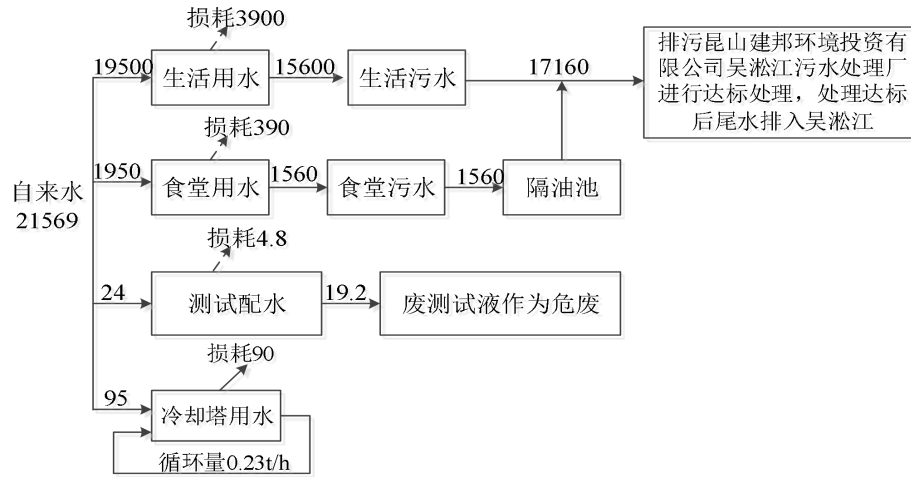 损耗3900
19500
生活用水
15600
生活污水
17160
排污昆山建邦环境投资有
限公司吴淞江污水处理厂
进行达标处理，处理达标
后尾水排入吴淞江
损耗390
1950
食堂用水
1560
食堂污水
1560
隔油池
自来水
21569
损耗4.8
24
测试配水
19.2
废测试液作为危废
损耗90
95
冷却塔用水
循环量0.23t/h